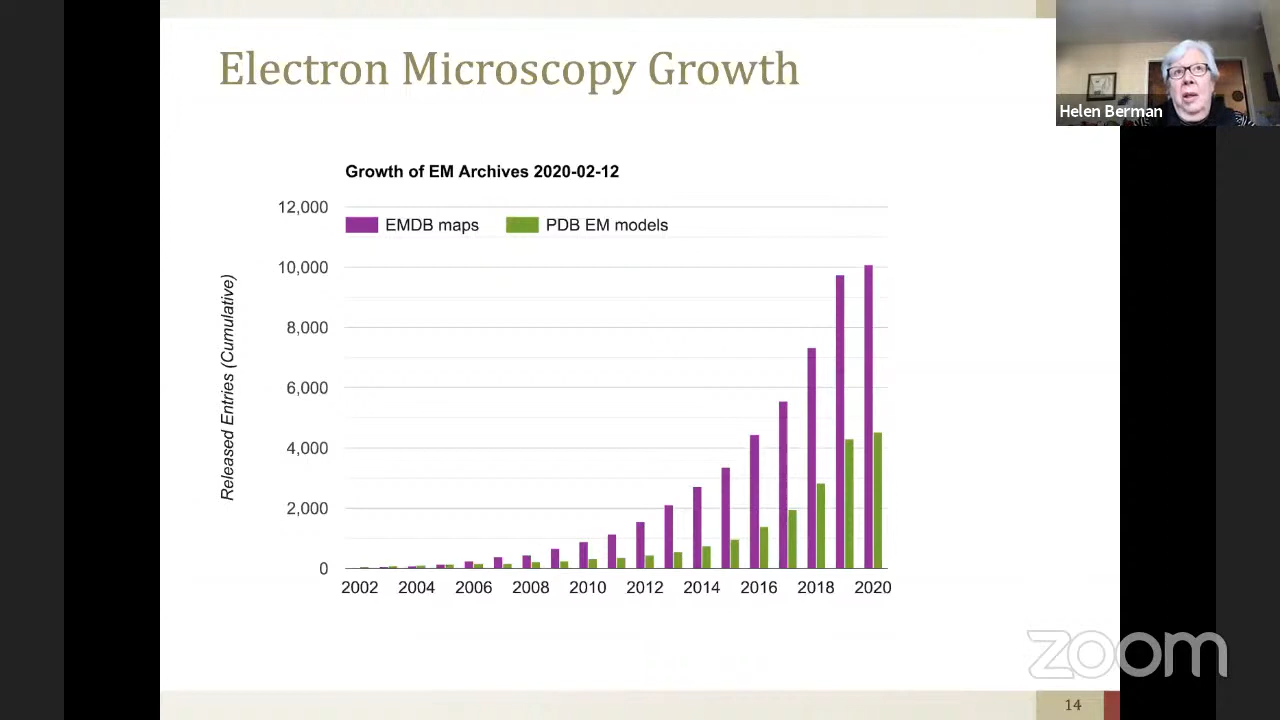 Electron Microscopy Growth
Helen Berman
Growth of EM Archives 2020-02-12
12,000
EMDB maps PDB EM models
10,000
8,000
6,000
4,000
2,000
0
Released Entries (Cumulative)
2002 2004 2006 2008 2010 2012 2014 2016 2018 2020
zoom
14